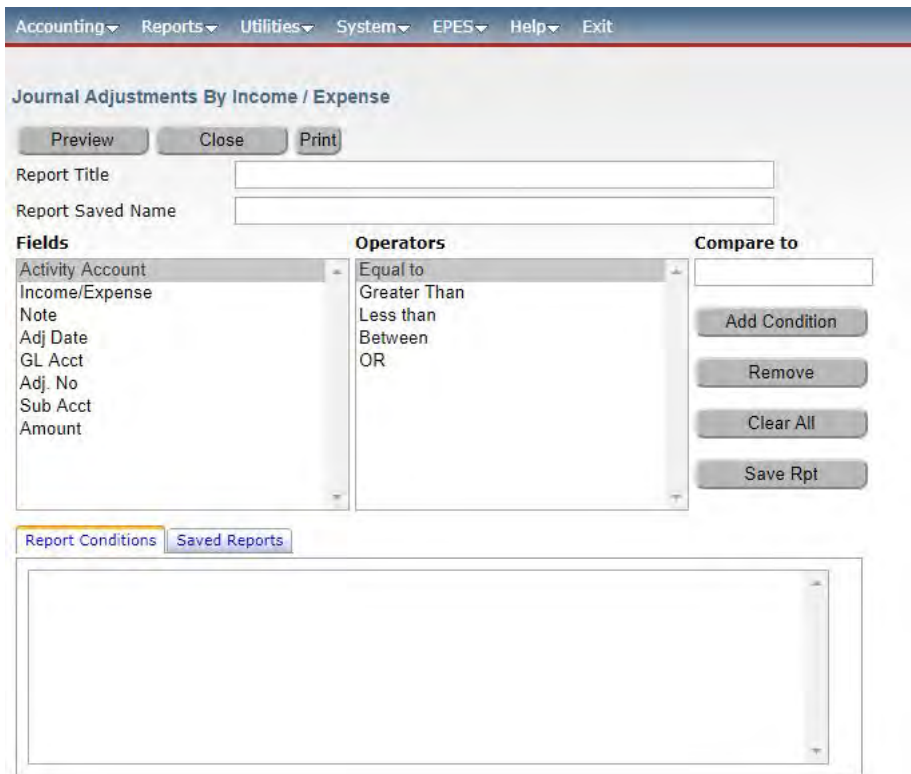 Accounting Reports Utilities System EPES Help Exit
Journal Adjustments By Income / Expense
Preview Close Print
Report Title
Report Saved Name
Fields Operators Compare to
Activity Account Equal to
Income/Expense Greater Than
Note Less than
Adj Date Between
GL Acct OR
Adj. No
Sub Acct
Amount
Add Condition
Remove
Clear All
Save Rpt
Report Conditions Saved Reports